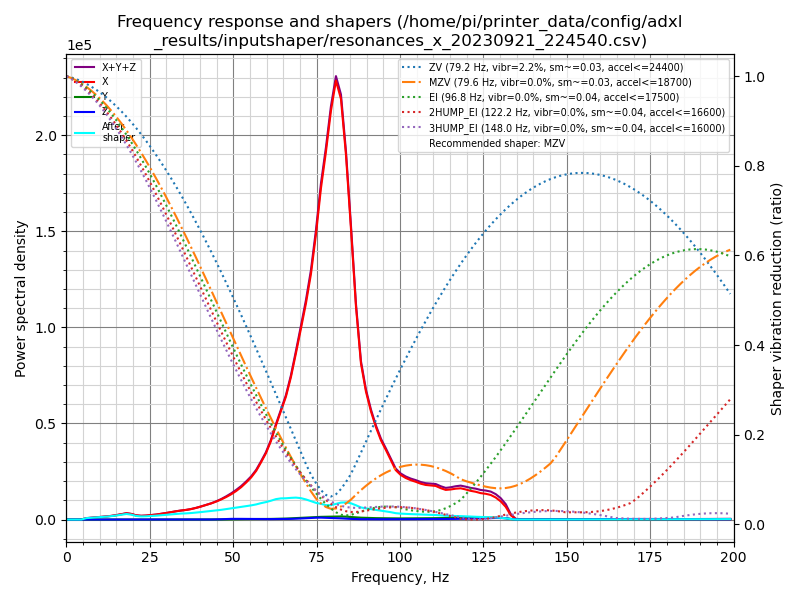 Frequency response and shapers (/home/pi/printer_data/config/adxl
_results/inputshaper/resonances_x_20230921_224540.csv)
1e5
X+Y+Z
X
Y
Z
After
shaper
ZV (79.2 Hz, vibr=2.2%, sm~=0.03, accel<=24400)
MZV (79.6 Hz, vibr=0.0%, sm~=0.03, accel<=18700)
EI (96.8 Hz, vibr=0.0%, sm~=0.04, accel<=17500)
2HUMP_EI (122.2 Hz, vibr=0.0%, sm~=0.04, accel<=16600)
3HUMP_EI (148.0 Hz, vibr=0.0%, sm~=0.04, accel<=16000)
Recommended shaper: MZV
Power spectral density
2.0
1.5
1.0
0.5
0.0
1.0
0.8
0.6
0.4
0.2
0.0
Shaper vibration reduction (ratio)
0 25 50 75 100 125 150 175 200
Frequency, Hz